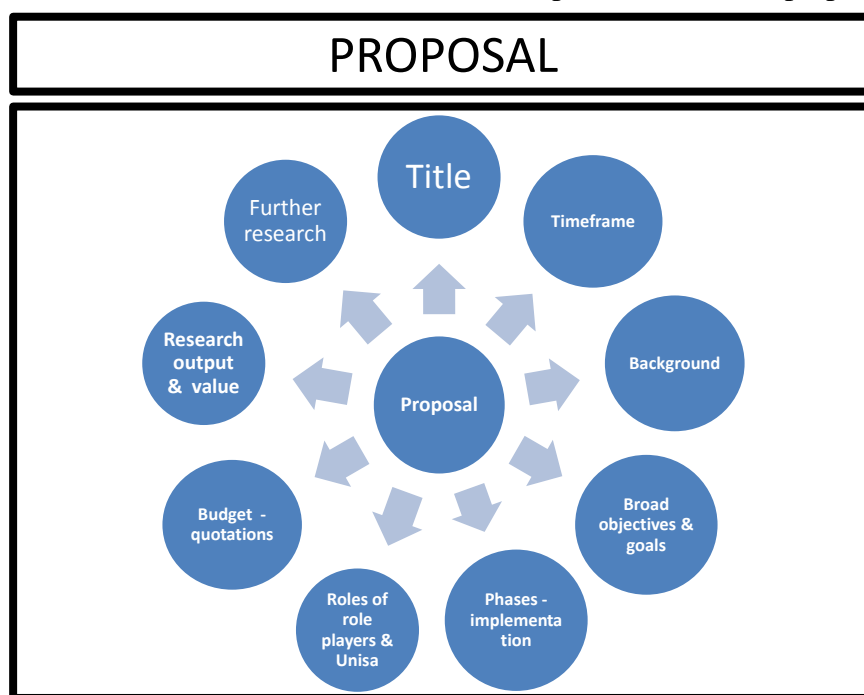 PROPOSAL
Title
Timeframe
Background
Broad
objectives &
goals
Phases -
implementa
tion
Roles of
role
players &
Unisa
Budget -
quotations
Research
output
& value
Further
research
Proposal